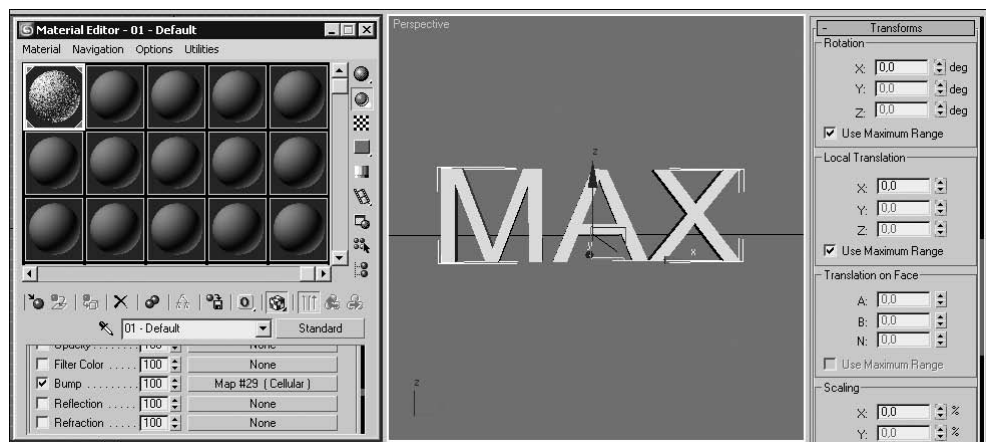 Material Editor - 01 - Default
Material Navigation Options Utilities
01 - Default
Standard
Opacity ........ 100 None
Filter Color ..... 100 None
Bump ......... 100 Map #29 ( Cellular )
Reflection ..... 100 None
Refraction ..... 100 None
Perspective
z
MAX
y
x
z
- Transforms
Rotation
X: 0,0 deg
Y: 0,0 deg
Z: 0,0 deg
Use Maximum Range
Local Translation
X: 0,0
Y: 0,0
Z: 0,0
Use Maximum Range
Translation on Face
A: 0,0
B: 0,0
N: 0,0
Use Maximum Range
Scaling
X: 0,0 %
Y: 0,0 %